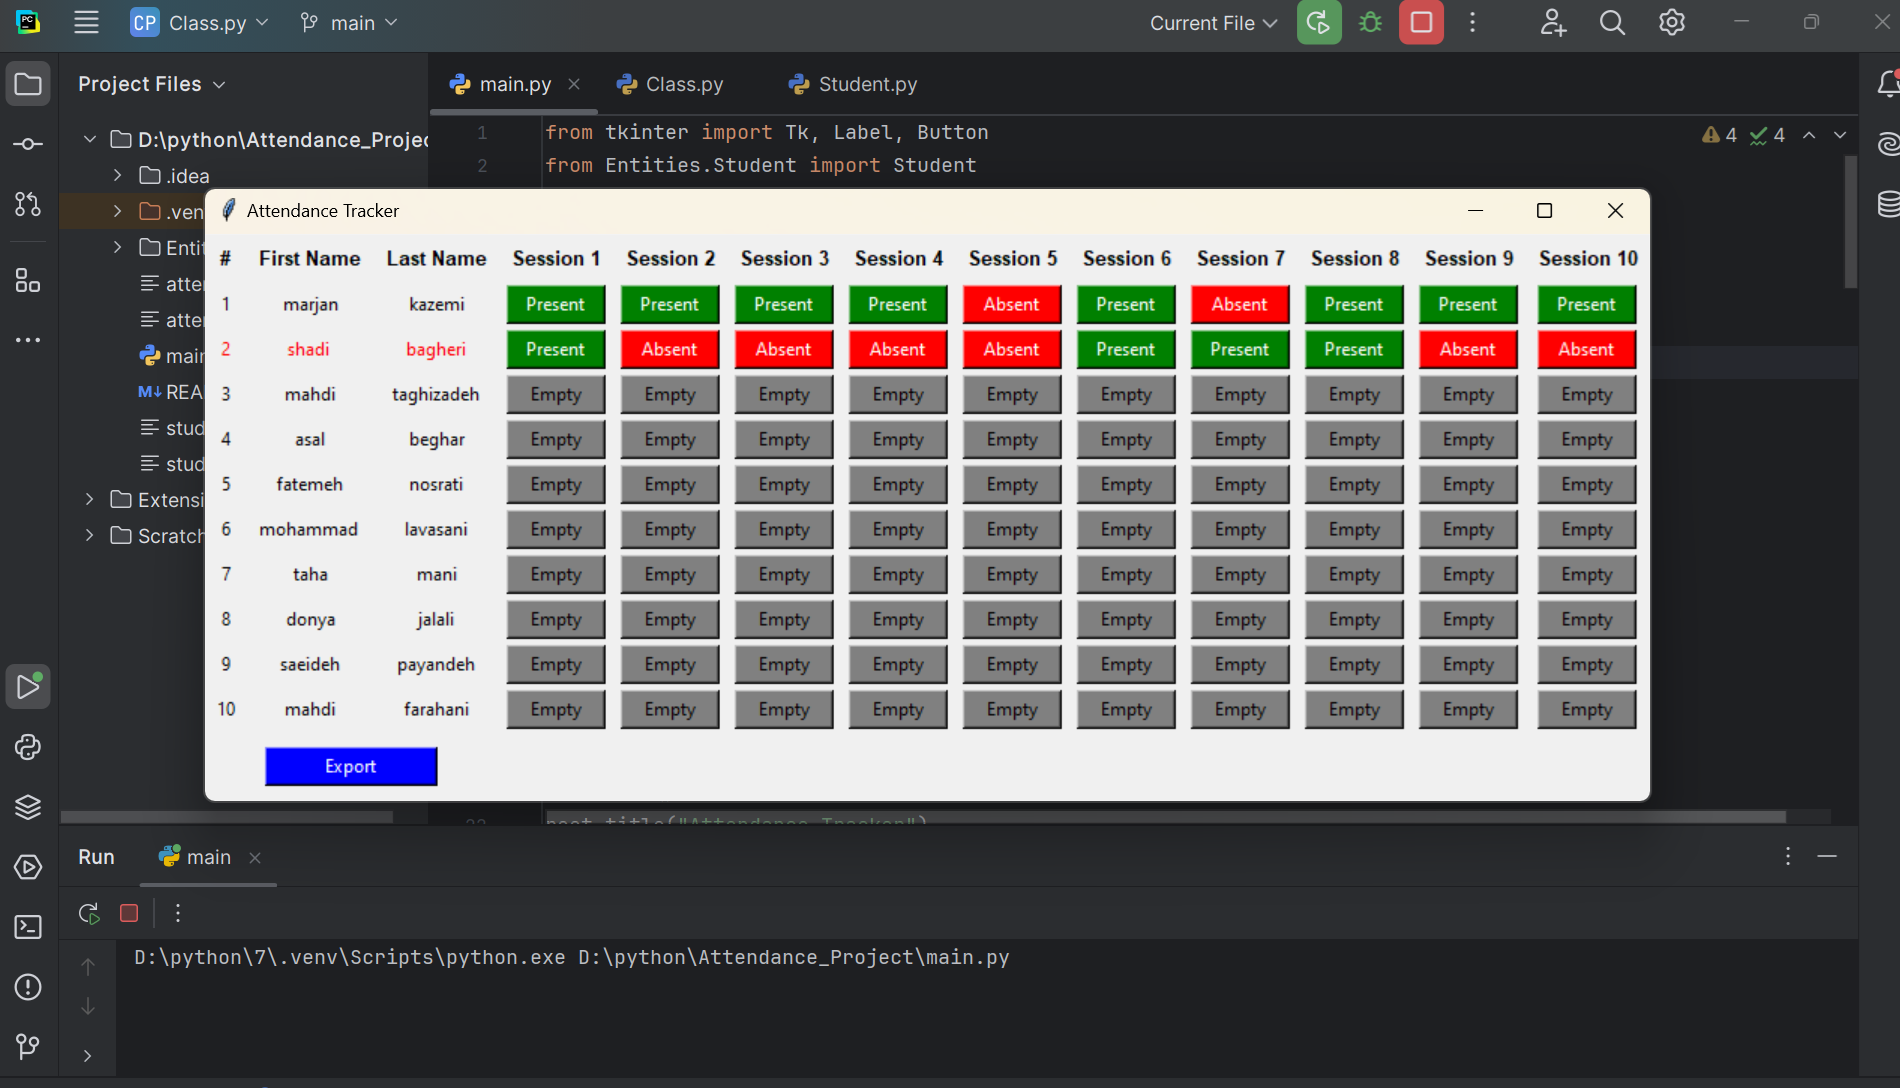 PC
CP Class.py main Current File
Project Files main.py Class.py Student.py
D:\python\Attendance_Projec
.idea
.ven
Entit
atte
atte
main
M↓ REA
stud
stud
Extensi
Scratch
1 from tkinter import Tk, Label, Button
2 from Entities.Student import Student
4 4
Attendance Tracker
# First Name Last Name Session 1 Session 2 Session 3 Session 4 Session 5 Session 6 Session 7 Session 8 Session 9 Session 10
1 marjan kazemi Present Present Present Present Absent Present Absent Present Present Present
2 shadi bagheri Present Absent Absent Absent Absent Present Present Present Absent Absent
3 mahdi taghizadeh Empty Empty Empty Empty Empty Empty Empty Empty Empty Empty
4 asal beghar Empty Empty Empty Empty Empty Empty Empty Empty Empty Empty
5 fatemeh nosrati Empty Empty Empty Empty Empty Empty Empty Empty Empty Empty
6 mohammad lavasani Empty Empty Empty Empty Empty Empty Empty Empty Empty Empty
7 taha mani Empty Empty Empty Empty Empty Empty Empty Empty Empty Empty
8 donya jalali Empty Empty Empty Empty Empty Empty Empty Empty Empty Empty
9 saeideh payandeh Empty Empty Empty Empty Empty Empty Empty Empty Empty Empty
10 mahdi farahani Empty Empty Empty Empty Empty Empty Empty Empty Empty Empty
Export
root.title("Attendance Tracker")
Run main
D:\python\7\.venv\Scripts\python.exe D:\python\Attendance_Project\main.py